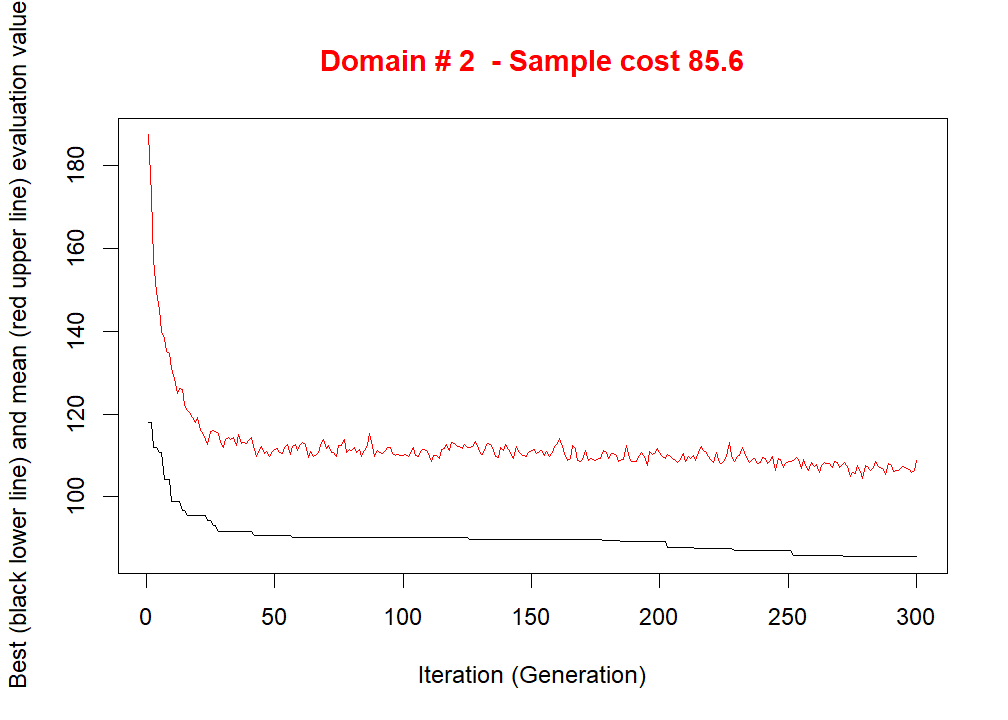 Domain # 2  - Sample cost 85.6
Best (black lower line) and mean (red upper line) evaluation value
180
160
140
120
100
0 50 100 150 200 250 300
Iteration (Generation)